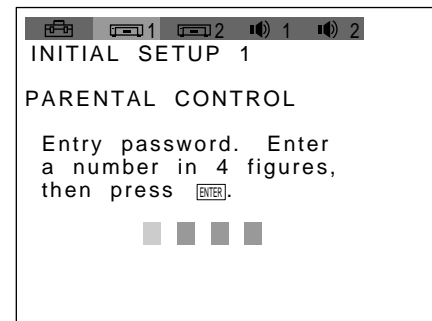 1 2 1 2
INITIAL SETUP 1
PARENTAL CONTROL
Entry password. Enter
a number in 4 figures,
then press ENTER.